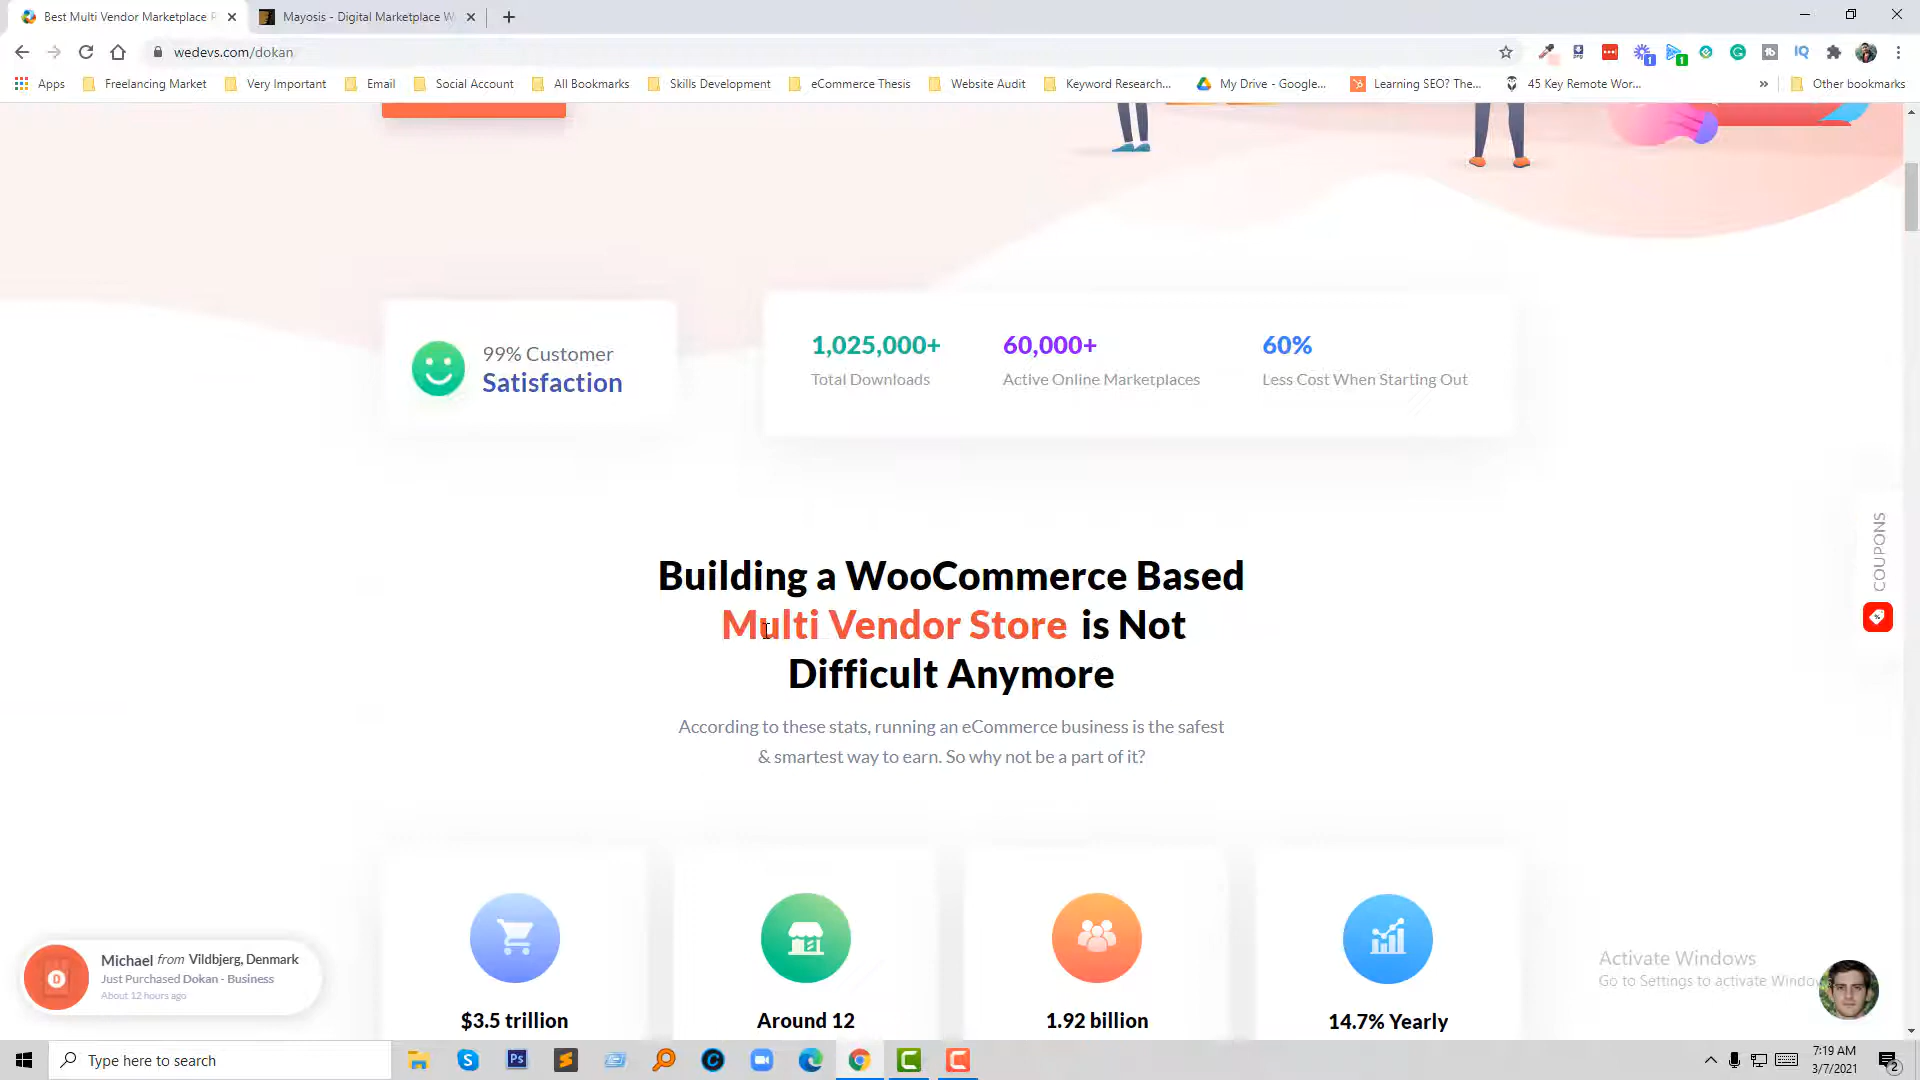 Best Multi Vendor Marketplace
Mayosis - Digital Marketplace W
wedevs.com/dokan
Apps
Freelancing Market
Very Important
Email
Social Account
All Bookmarks
Skills Development
eCommerce Thesis
Website Audit
Keyword Research...
My Drive - Google...
Learning SEO? The...
45 Key Remote Wor...
»
Other bookmarks
99% Customer
Satisfaction
1,025,000+
Total Downloads
60,000+
Active Online Marketplaces
60%
Less Cost When Starting Out
COUPONS
Building a WooCommerce Based
Multi Vendor Store is Not
Difficult Anymore
According to these stats, running an eCommerce business is the safest
& smartest way to earn. So why not be a part of it?
Michael from Vildbjerg, Denmark
Just Purchased Dokan - Business
About 12 hours ago
$3.5 trillion
Around 12
1.92 billion
14.7% Yearly
Activate Windows
Go to Settings to activate Windows
Type here to search
7:19 AM
3/7/2021